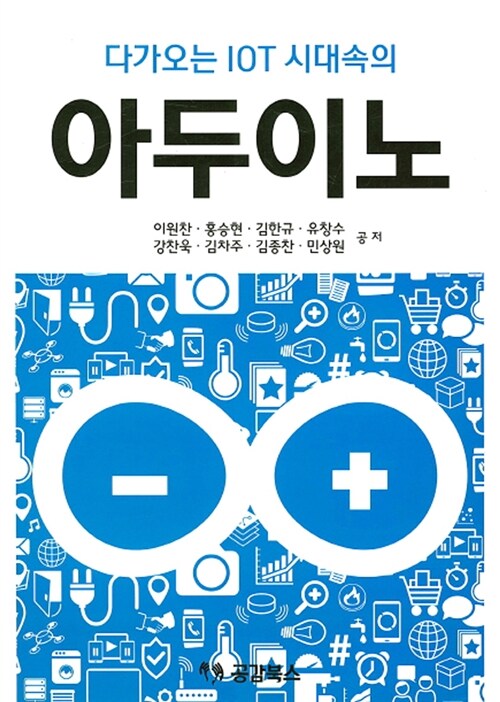 다가오는 IOT 시대속의
아두이노
이원찬 · 홍승현 · 김한규 · 유창수
강찬욱 · 김차주 · 김종찬 · 민상원 공 저
- +
공감북스